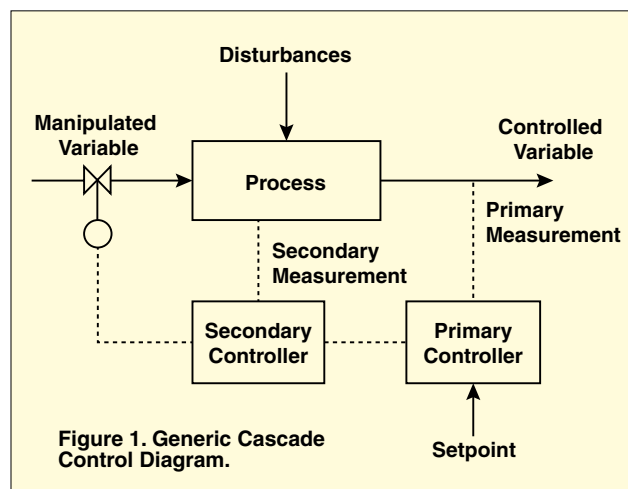 Disturbances
Manipulated
Variable
Controlled
Variable
Process
Primary
Measurement
Secondary
Measurement
Secondary
Controller
Primary
Controller
Figure 1. Generic Cascade
Control Diagram.
Setpoint